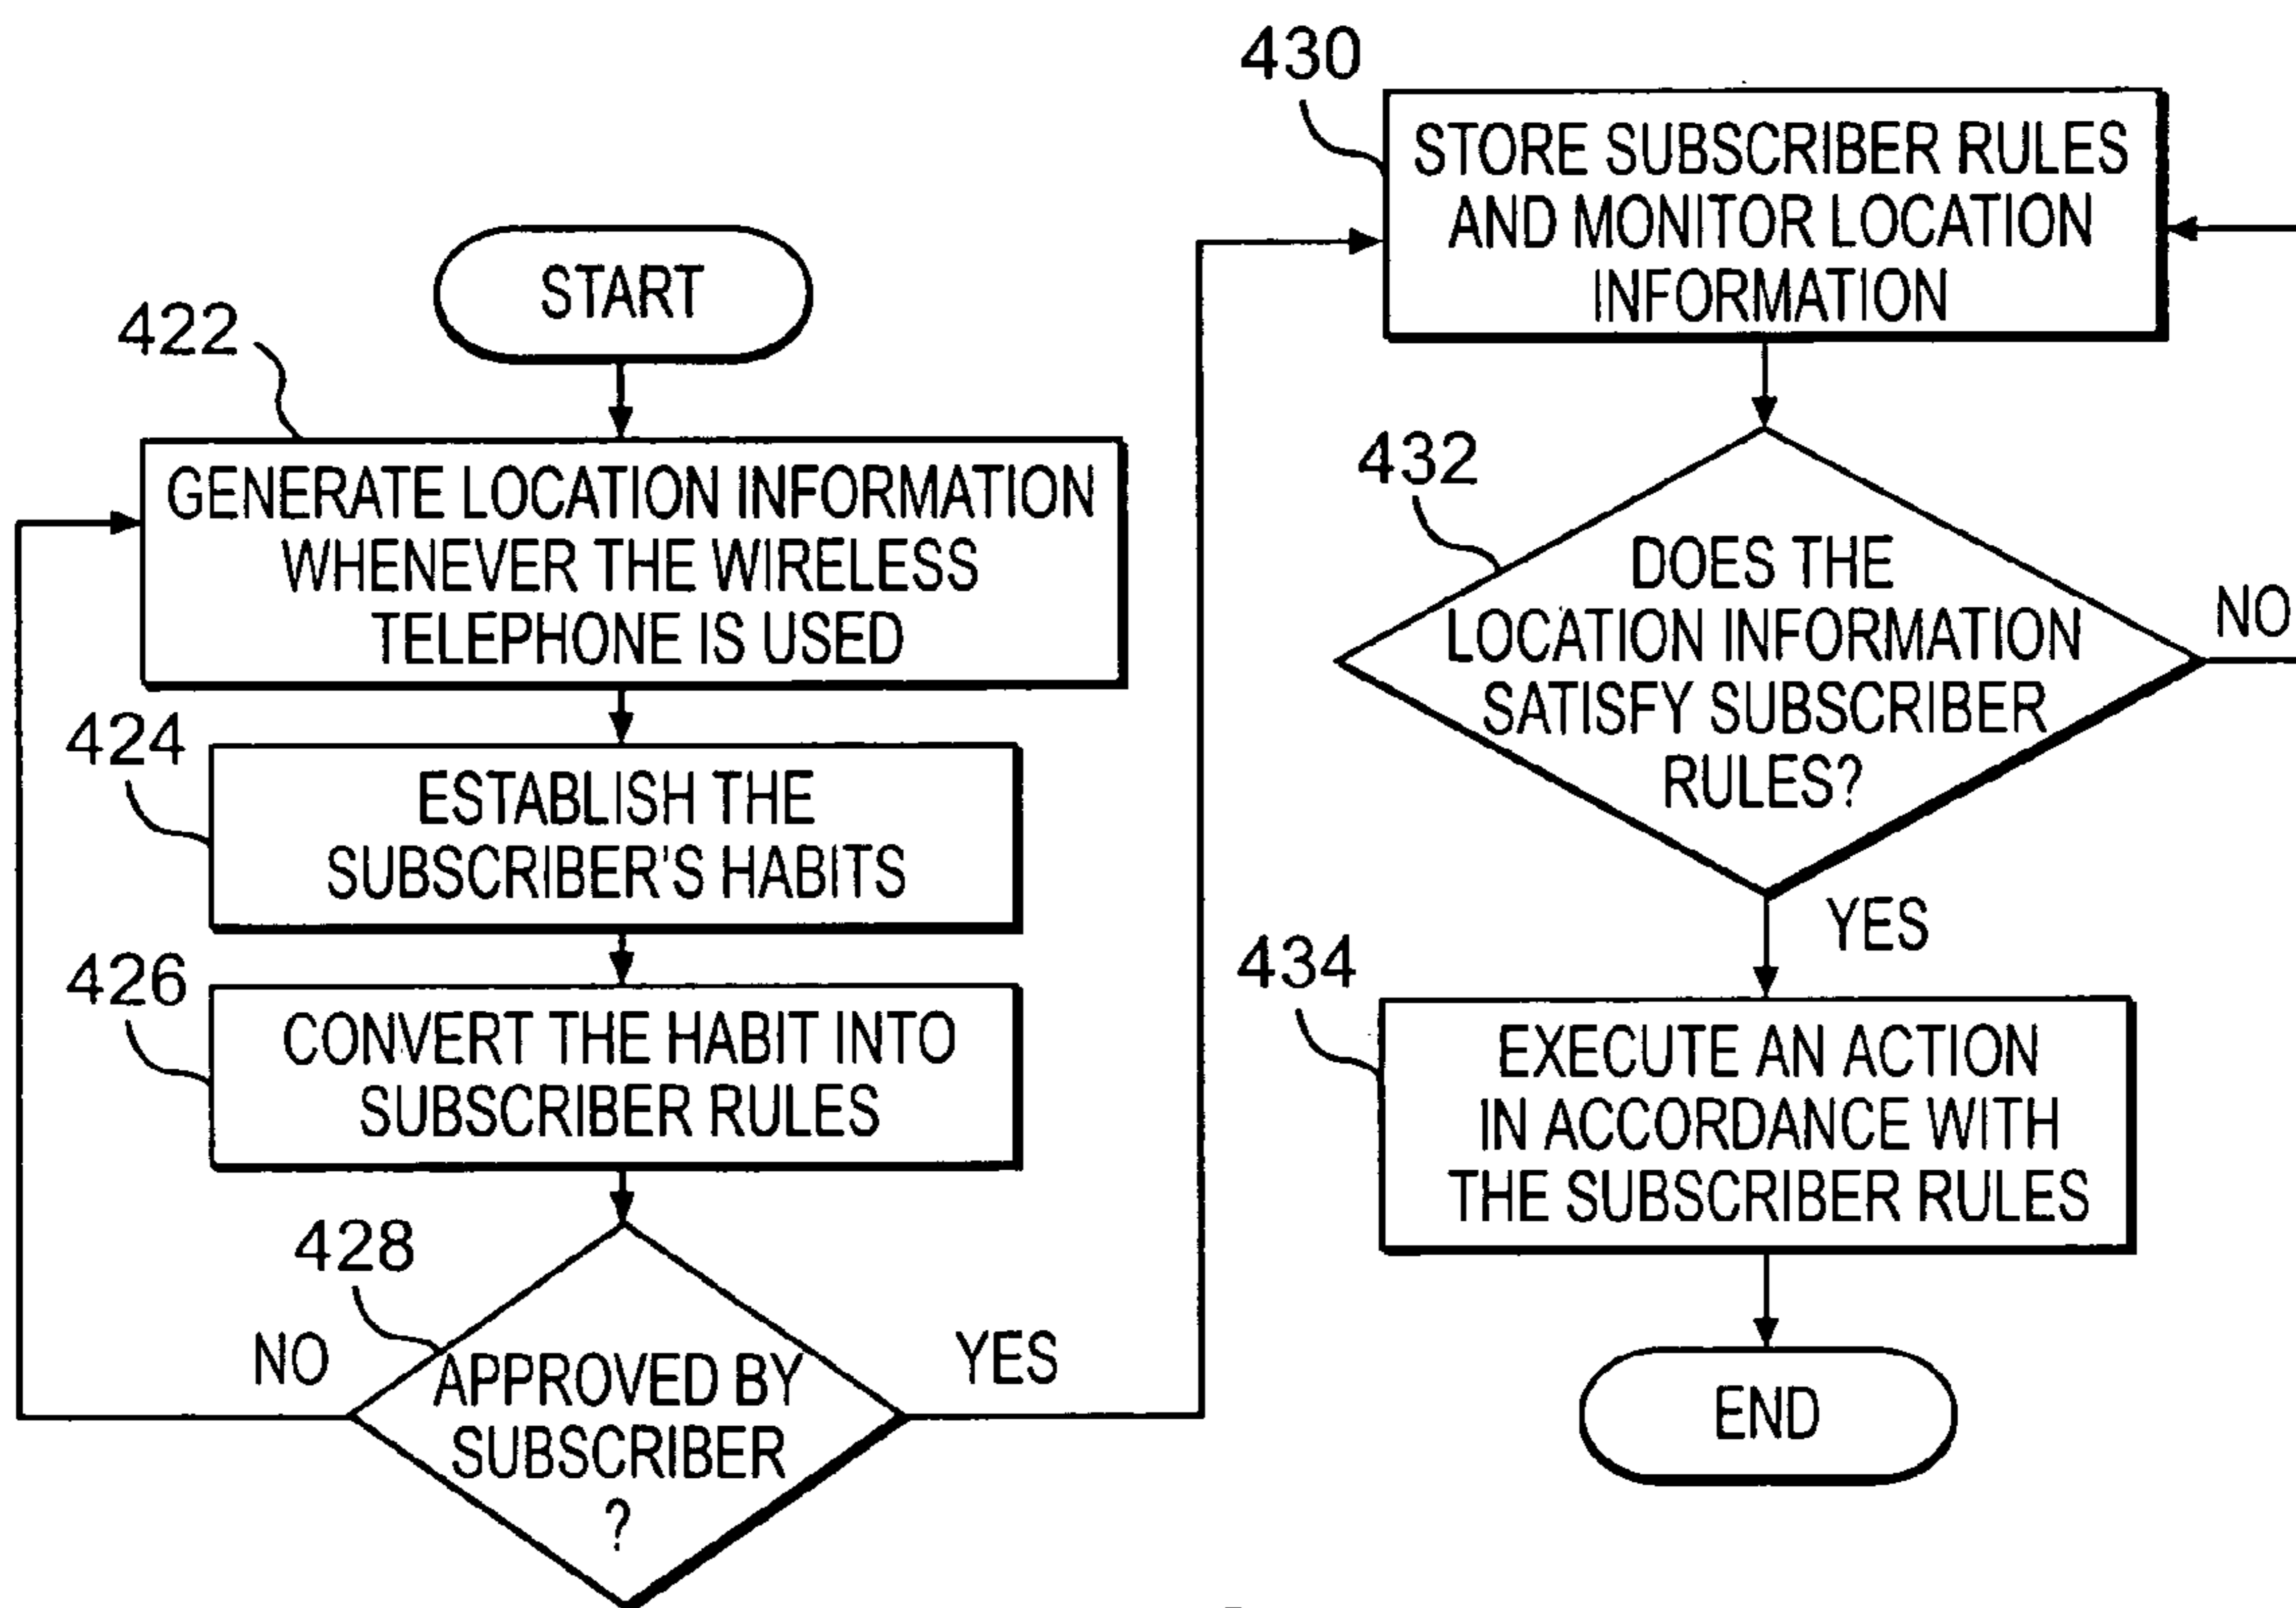 START
422
GENERATE LOCATION INFORMATION
WHENEVER THE WIRELESS
TELEPHONE IS USED
424
ESTABLISH THE
SUBSCRIBER'S HABITS
426
CONVERT THE HABIT INTO
SUBSCRIBER RULES
428
NO
APPROVED BY
SUBSCRIBER
?
YES
430
STORE SUBSCRIBER RULES
AND MONITOR LOCATION
INFORMATION
432
DOES THE
LOCATION INFORMATION
SATISFY SUBSCRIBER
RULES?
NO
YES
434
EXECUTE AN ACTION
IN ACCORDANCE WITH
THE SUBSCRIBER RULES
END